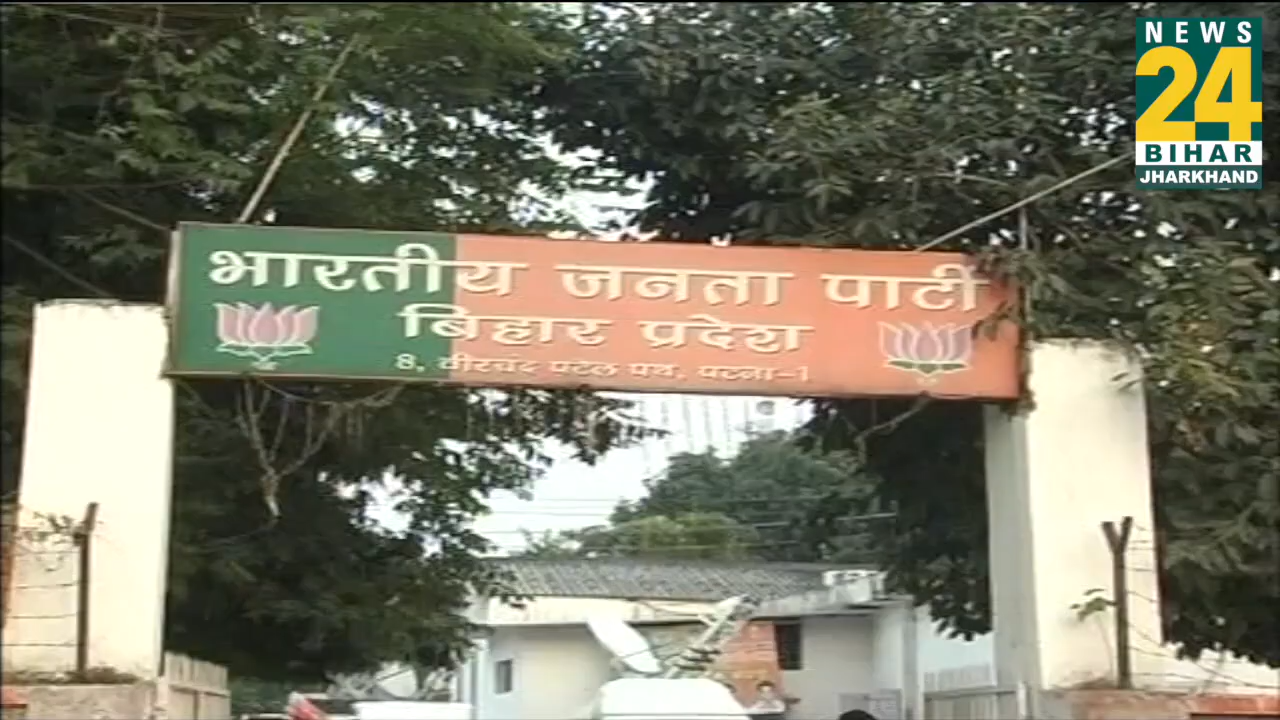 NEWS
24
BIHAR
JHARKHAND
भारतीय जनता पार्टी
बिहार प्रदेश
8, वीरचंद पटेल पथ, पटना-1